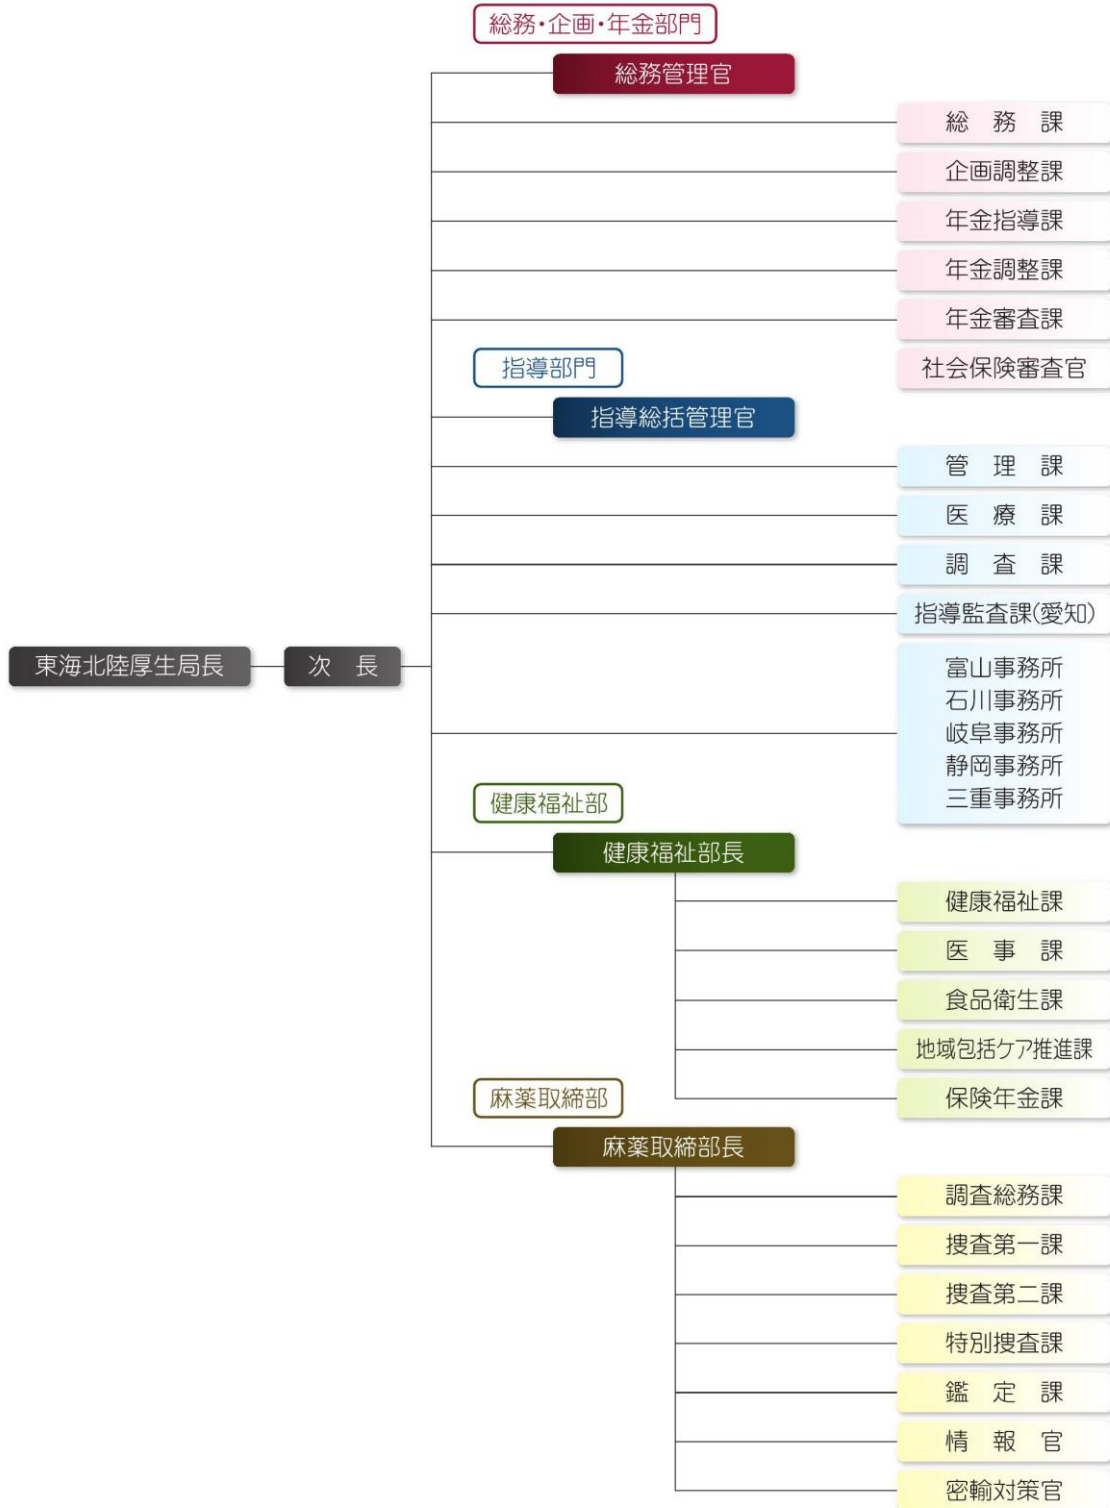 総務・企画・年金部門
総務管理官
総　務　課
企画調整課
年金指導課
年金調整課
年金審査課
社会保険審査官
指導部門
指導総括管理官
管　理　課
医　療　課
調　査　課
指導監査課(愛知)
東海北陸厚生局長
次　長
富山事務所
石川事務所
岐阜事務所
静岡事務所
三重事務所
健康福祉部
健康福祉部長
健康福祉課
医　事　課
食品衛生課
地域包括ケア推進課
保険年金課
麻薬取締部
麻薬取締部長
調査総務課
捜査第一課
捜査第二課
特別捜査課
鑑　定　課
情　報　官
密輸対策官